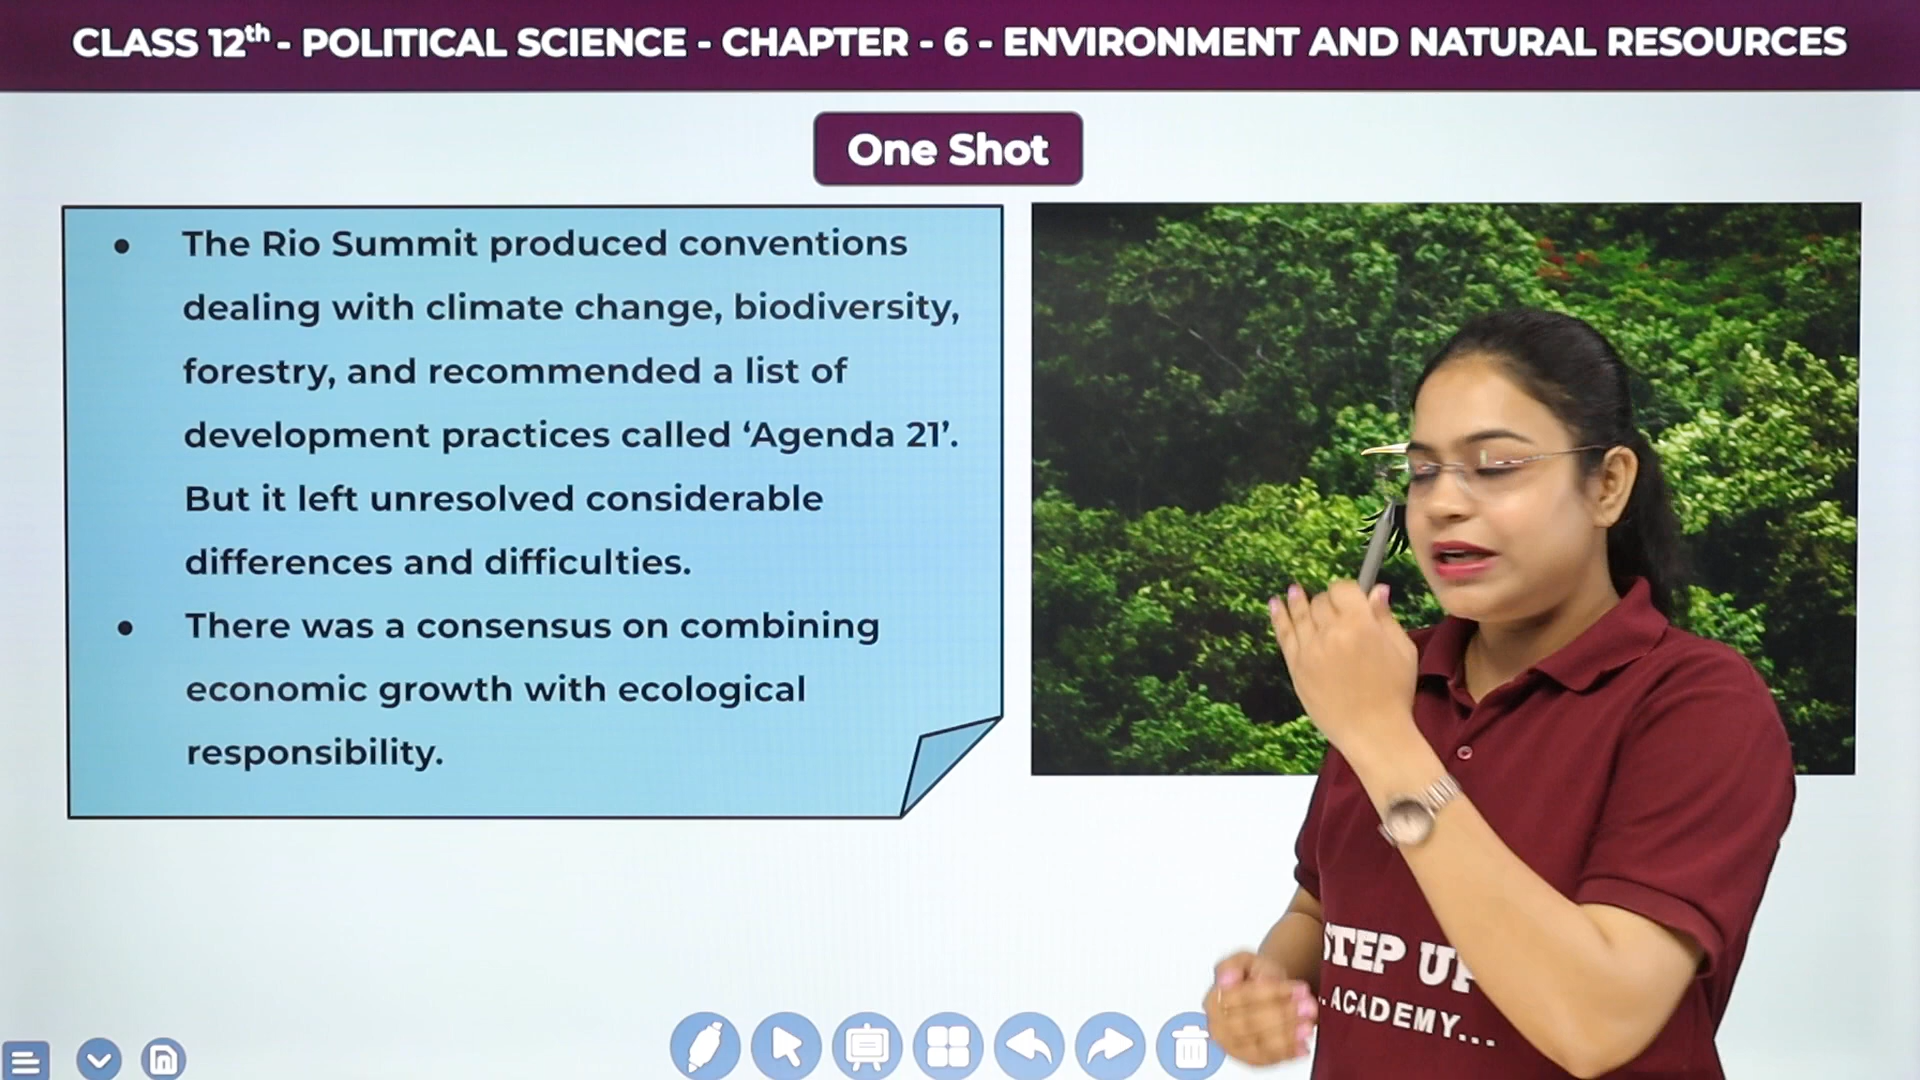 CLASS 12th - POLITICAL SCIENCE - CHAPTER - 6 - ENVIRONMENT AND NATURAL RESOURCES
One Shot
• The Rio Summit produced conventions
dealing with climate change, biodiversity,
forestry, and recommended a list of
development practices called ‘Agenda 21’.
But it left unresolved considerable
differences and difficulties.
• There was a consensus on combining
economic growth with ecological
responsibility.
STEP UP
..ACADEMY...